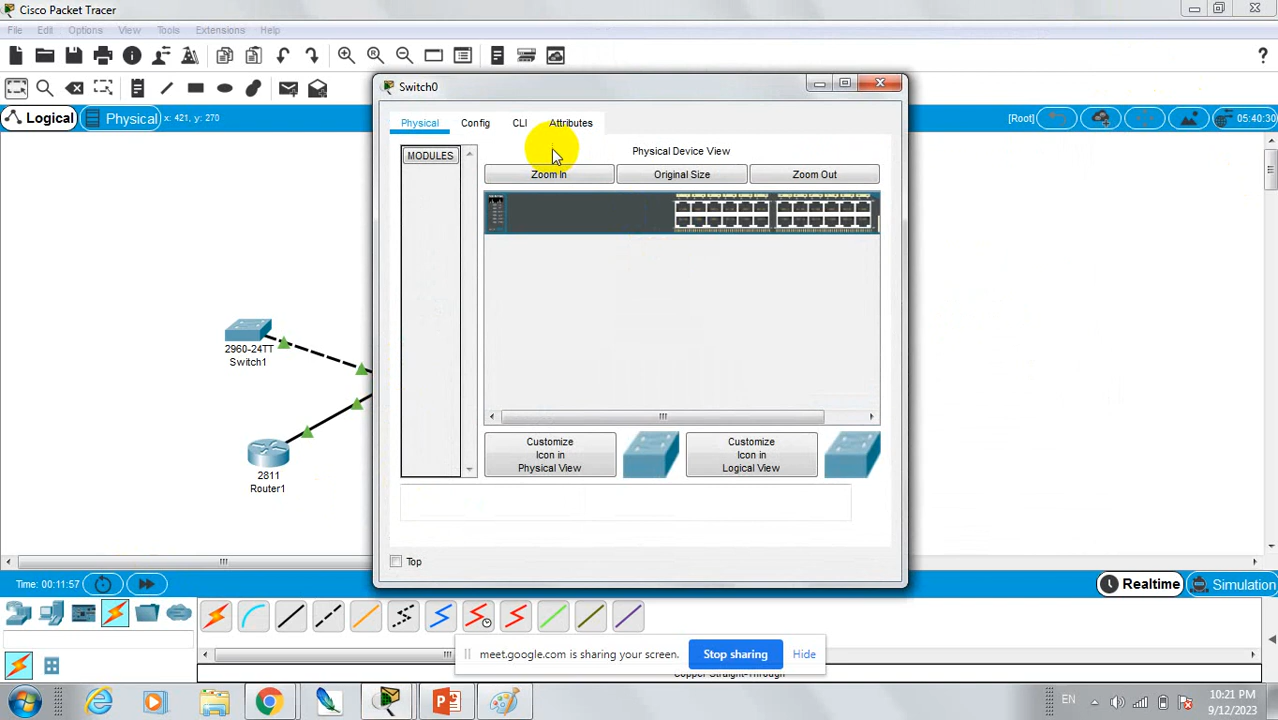 Cisco Packet Tracer
File Edit Options View Tools Extensions Help
Logical Physical x: 421, y: 270 [Root] 05:40:30
Switch0
Physical Config CLI Attributes
MODULES
Physical Device View
Zoom In Original Size Zoom Out
2960-24TT
Switch1
2811
Router1
Customize
Icon in
Physical View
Customize
Icon in
Logical View
Top
Time: 00:11:57 Realtime Simulation
meet.google.com is sharing your screen. Stop sharing Hide
Copper Straight-Through
EN 10:21 PM
9/12/2023